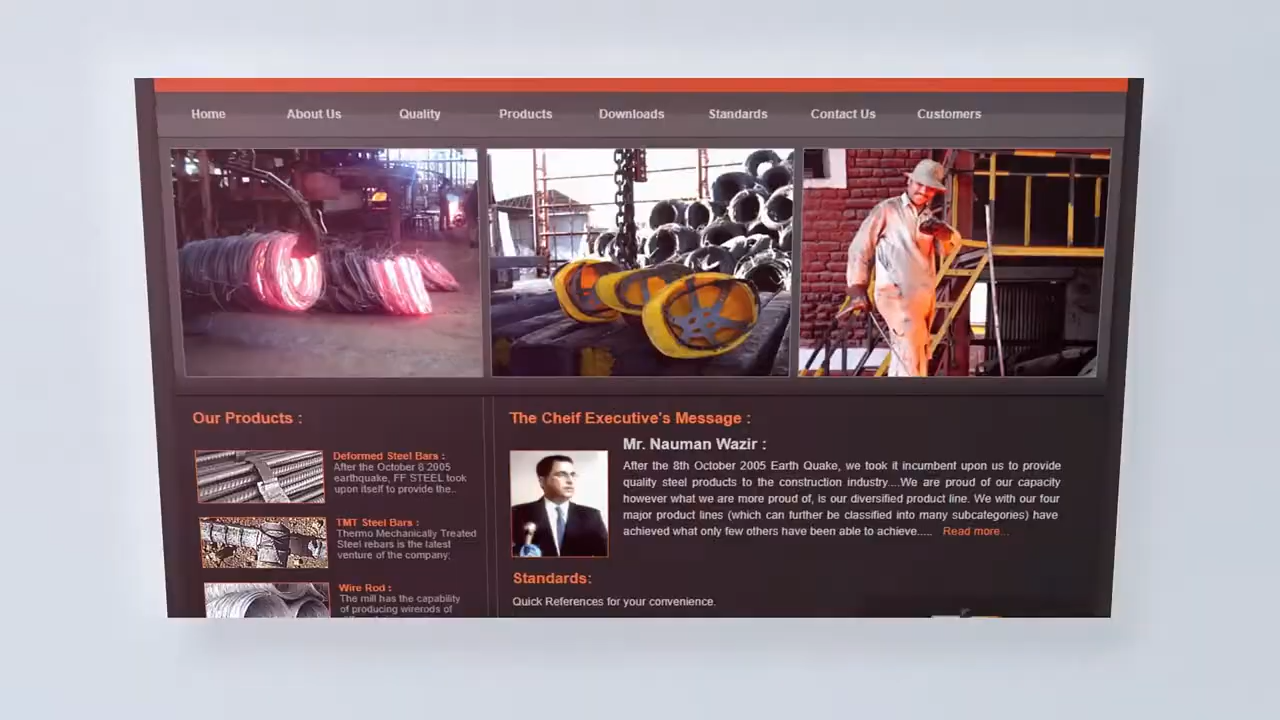 Home About Us Quality Products Downloads Standards Contact Us Customers
Our Products :
Deformed Steel Bars :
After the October 8 2005
earthquake, FF STEEL took
upon itself to provide the..
TMT Steel Bars :
Thermo Mechanically Treated
Steel rebars is the latest
venture of the company;
Wire Rod :
The mill has the capability
of producing wirerods of
The Cheif Executive's Message :
Mr. Nauman Wazir :
After the 8th October 2005 Earth Quake, we took it incumbent upon us to provide
quality steel products to the construction industry....We are proud of our capacity
however what we are more proud of, is our diversified product line. We with our four
major product lines (which can further be classified into many subcategories) have
achieved what only few others have been able to achieve..... Read more...
Standards:
Quick References for your convenience.